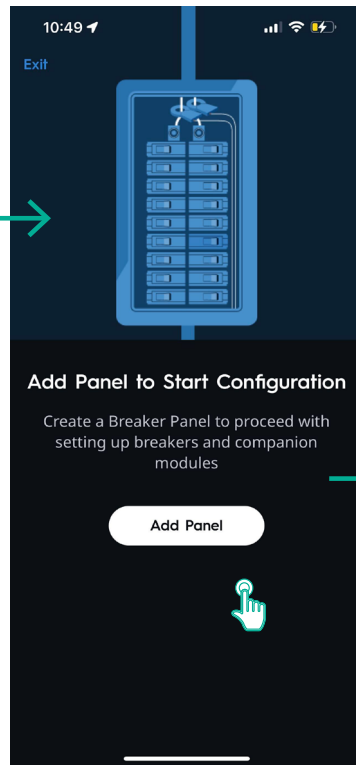 10:49
Exit
Add Panel to Start Configuration
Create a Breaker Panel to proceed with
setting up breakers and companion
modules
Add Panel